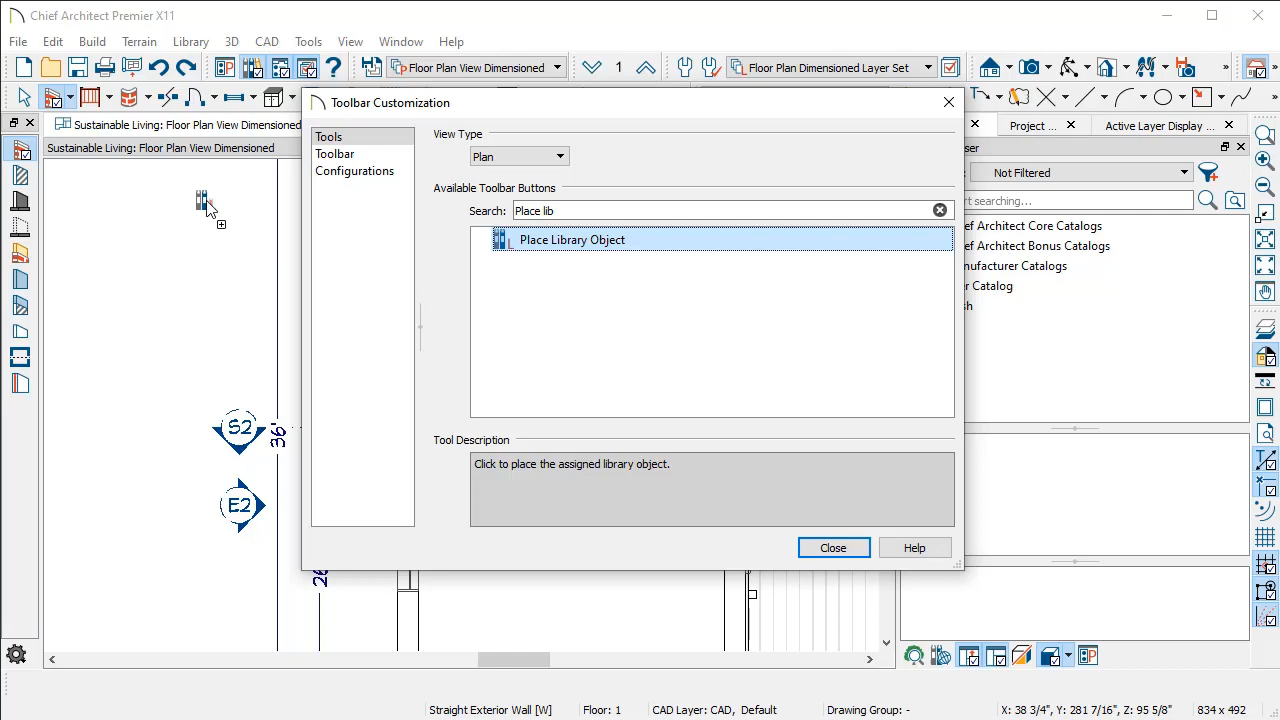 Chief Architect Premier X11
File Edit Build Terrain Library 3D CAD Tools View Window Help
Floor Plan View Dimensioned
1
Floor Plan Dimensioned Layer Set
Toolbar Customization
Sustainable Living: Floor Plan View Dimensioned
Project ...
Active Layer Display ...
Sustainable Living: Floor Plan View Dimensioned
ser
Tools
Toolbar
Configurations
View Type
Plan
Available Toolbar Buttons
Search: Place lib
Place Library Object
Tool Description
Click to place the assigned library object.
Close
Help
: Not Filtered
rt searching...
ef Architect Core Catalogs
ef Architect Bonus Catalogs
nufacturer Catalogs
r Catalog
sh
S2
36'
E2
26
Straight Exterior Wall [W]
Floor: 1
CAD Layer: CAD, Default
Drawing Group: -
X: 38 3/4", Y: 281 7/16", Z: 95 5/8"
834 x 492